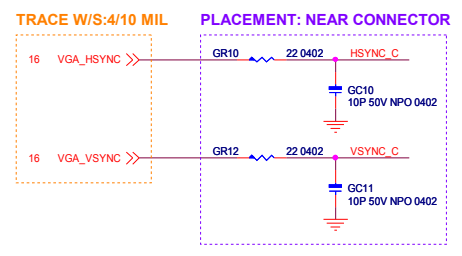 TRACE W/S:4/10 MIL PLACEMENT: NEAR CONNECTOR
16 VGA_HSYNC GR10 22 0402 HSYNC_C
GC10
10P 50V NPO 0402
16 VGA_VSYNC GR12 22 0402 VSYNC_C
GC11
10P 50V NPO 0402